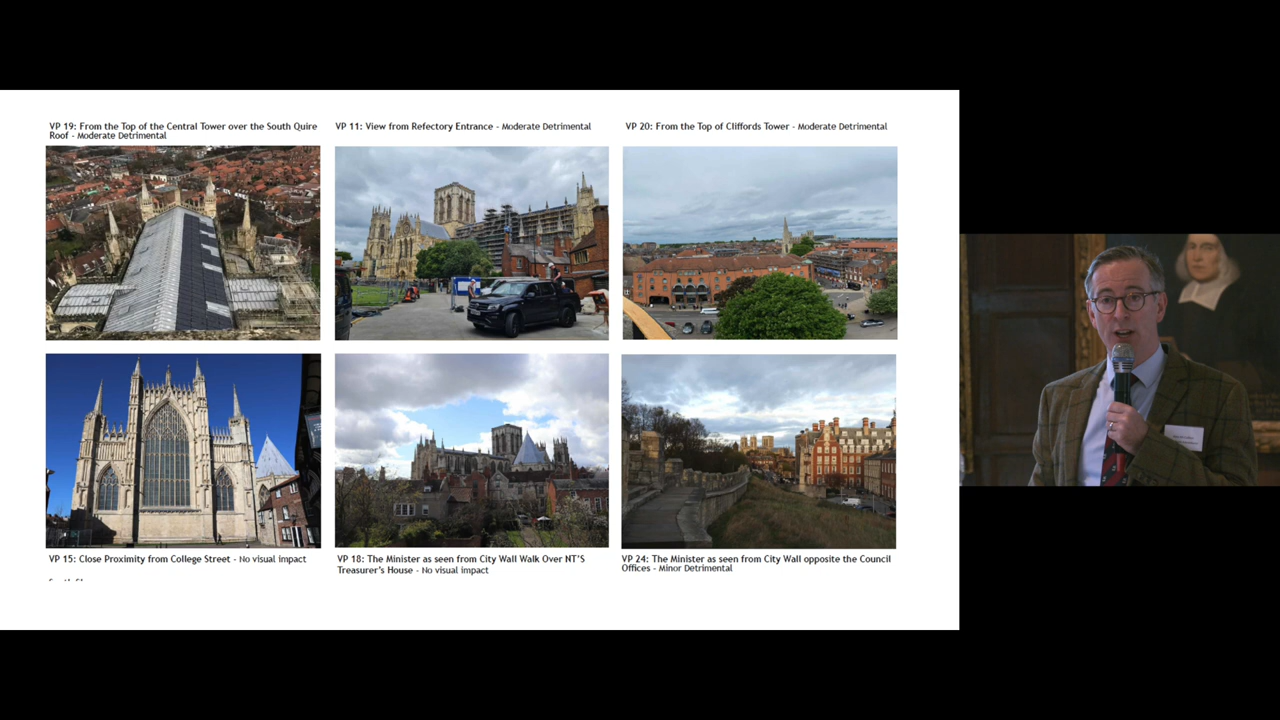 VP 19: From the Top of the Central Tower over the South Quire
Roof - Moderate Detrimental
VP 11: View from Refectory Entrance - Moderate Detrimental
VP 20: From the Top of Cliffords Tower - Moderate Detrimental
VP 15: Close Proximity from College Street - No visual impact
VP 18: The Minister as seen from City Wall Walk Over NT'S
Treasurer's House - No visual impact
VP 24: The Minister as seen from City Wall opposite the Council
Offices - Minor Detrimental